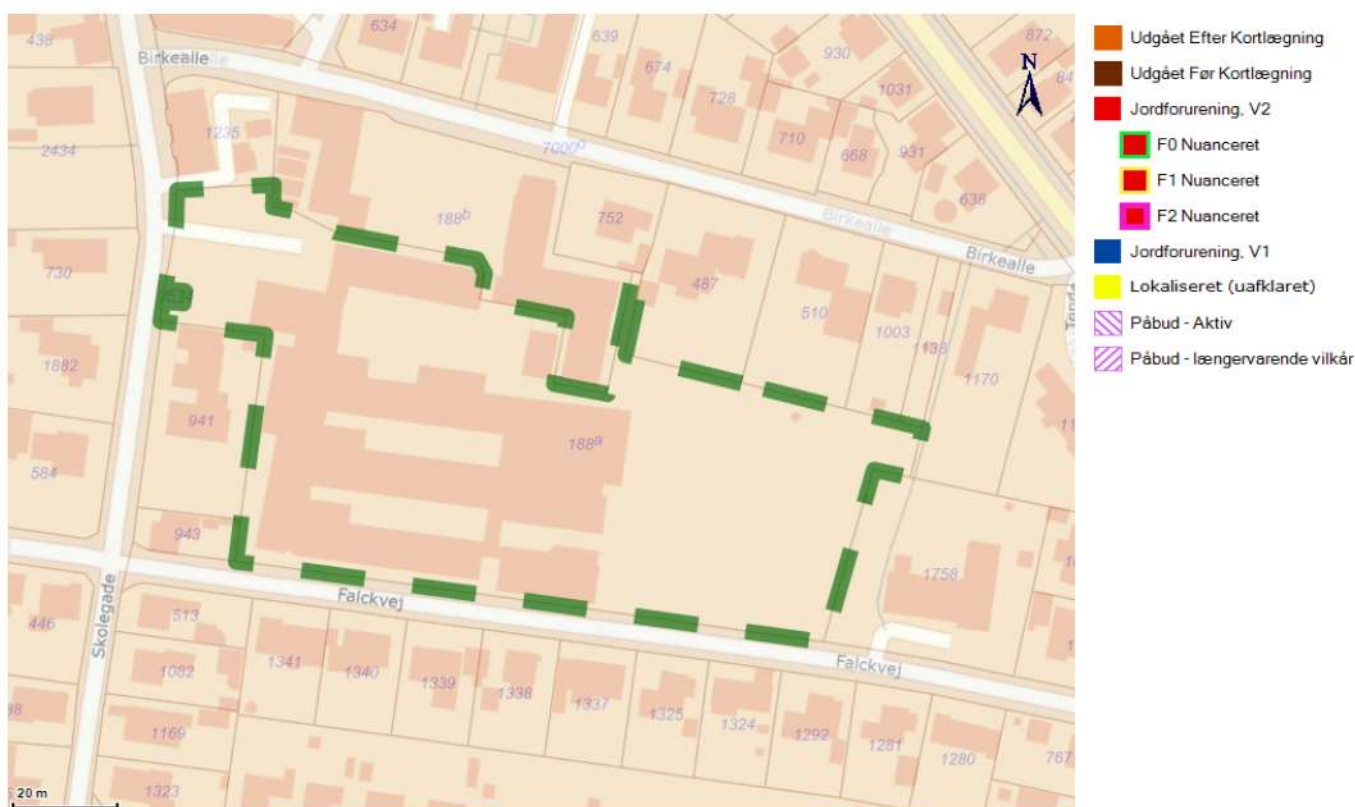 438
634
639
674
728
930
872
Birkealle
1235
2434
7000
710
668
1031
931
638
188b
752
Birkealle
Birkealle
730
487
510
1003
1138
1170
1882
941
188a
584
943
1758
Skolegade
Falckvej
Falckvej
446
513
1082
1341
1340
1339
1338
1337
1325
1324
1292
1281
1280
767
1169
1323
20 m
N
Udgået Efter Kortlægning
Udgået Før Kortlægning
Jordforurening, V2
F0 Nuanceret
F1 Nuanceret
F2 Nuanceret
Jordforurening, V1
Lokaliseret (uafklaret)
Påbud - Aktiv
Påbud - længervarende vilkår